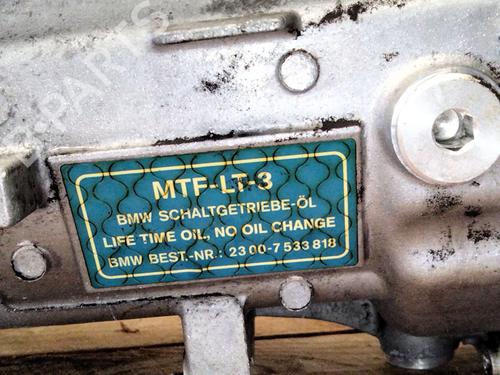 B-PARTS
MTF-LT-3
BMW SCHALTGETRIEBE-ÖL
LIFE TIME OIL, NO OIL CHANGE
BMW BEST.-NR.: 23 00-7 533 818